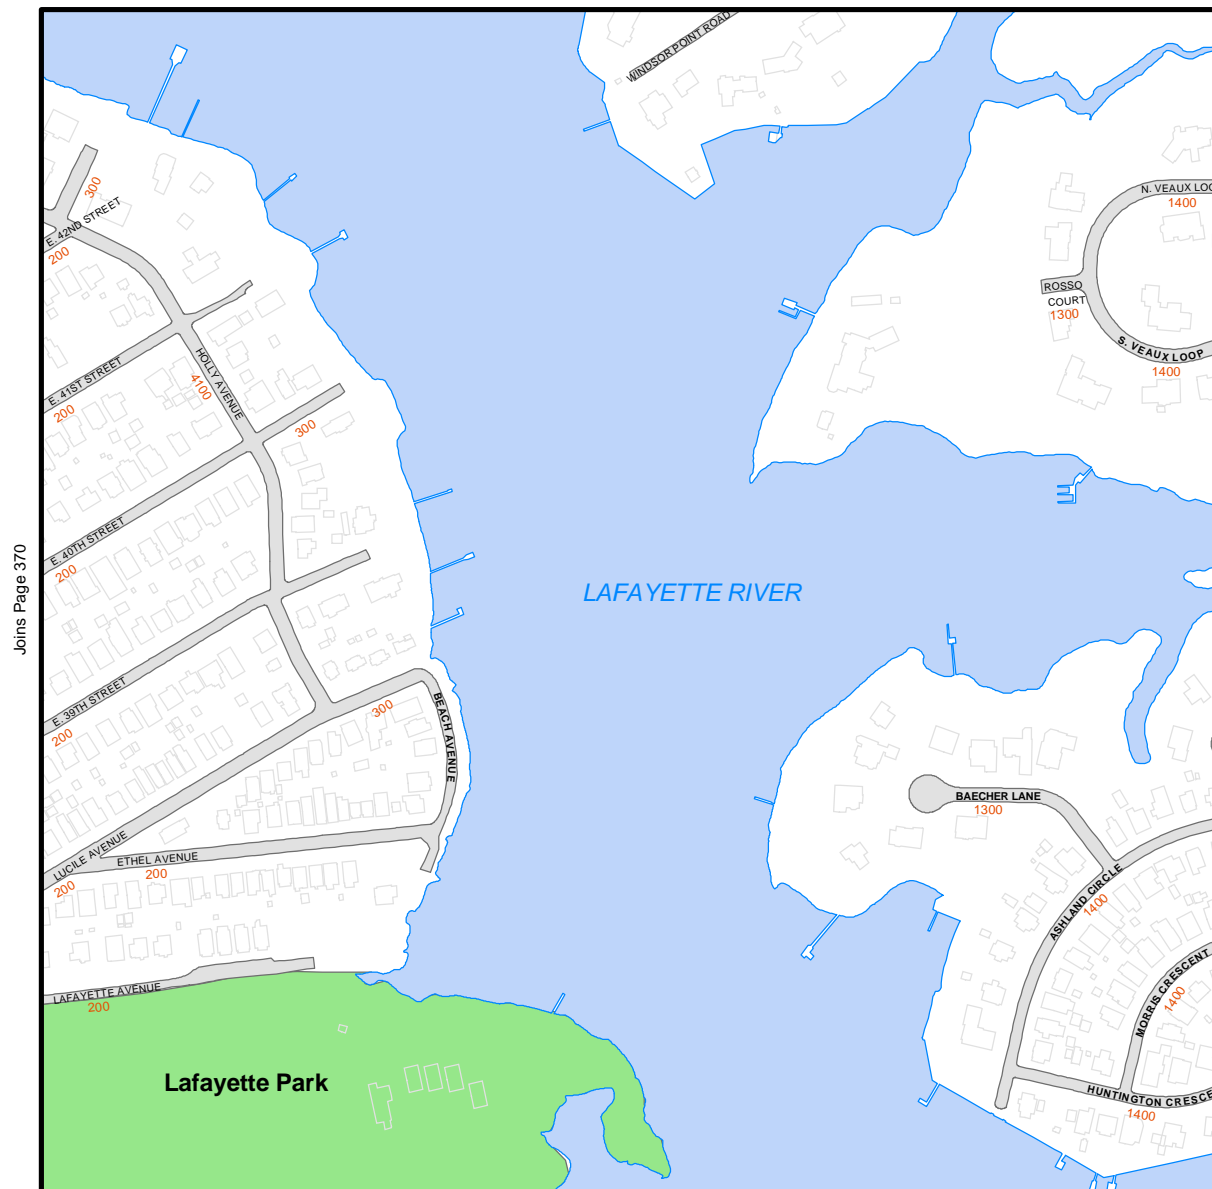 WINDSOR POINT ROAD
N. VEAUX LOO
1400
300
E. 42ND STREET
200
ROSSO
COURT
1300
S. VEAUX LOOP
1400
HOLLY AVENUE
4100
E. 41ST STREET
200
300
E. 40TH STREET
200
Joins Page 370
LAFAYETTE RIVER
E. 39TH STREET
200
300
BEACH AVENUE
BAECHER LANE
1300
LUCILE AVENUE
200
ETHEL AVENUE
200
ASHLAND CIRCLE
1400
MORRIS CRESCENT
1400
LAFAYETTE AVENUE
200
Lafayette Park
HUNTINGTON CRESCE
1400